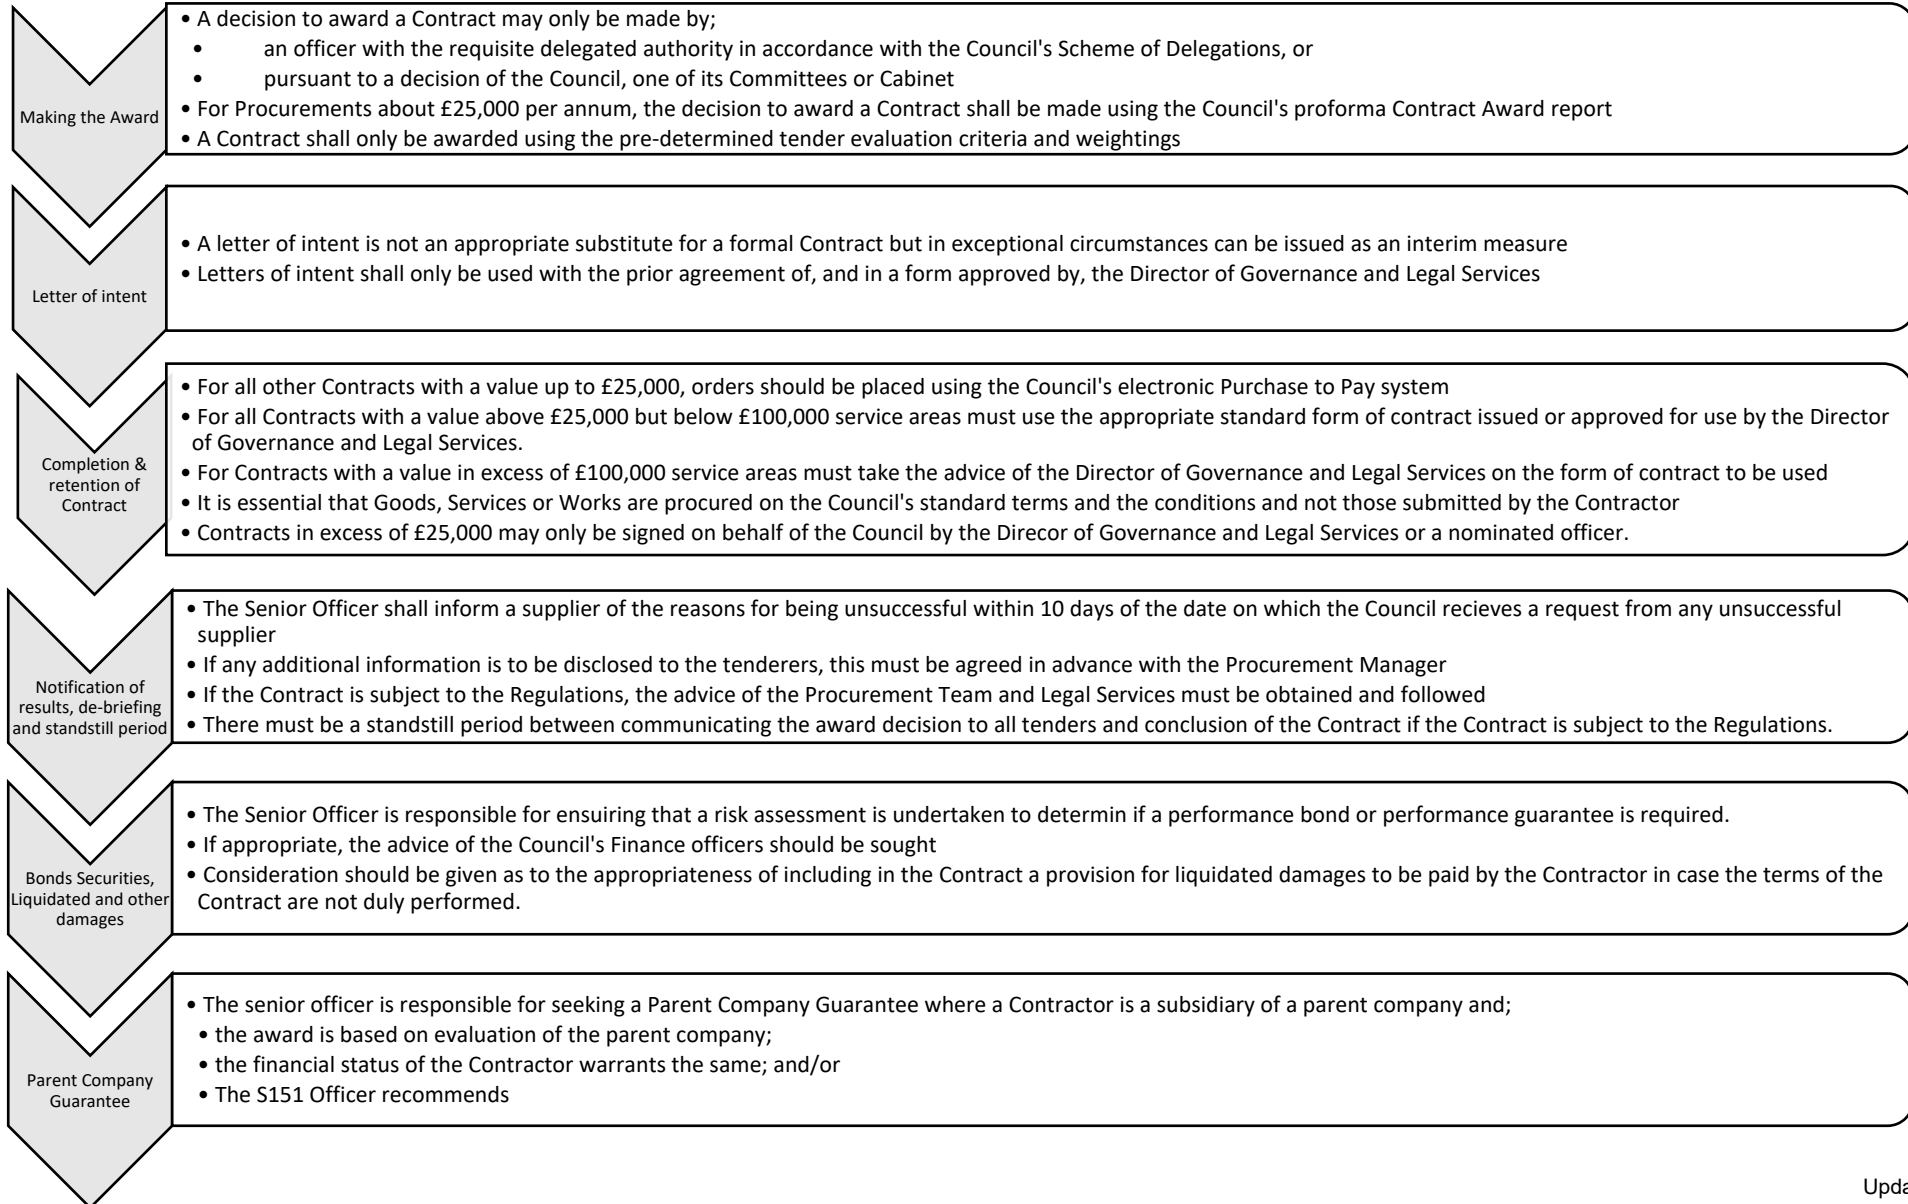 • A decision to award a Contract may only be made by;
• an officer with the requisite delegated authority in accordance with the Council's Scheme of Delegations, or
• pursuant to a decision of the Council, one of its Committees or Cabinet
• For Procurements about £25,000 per annum, the decision to award a Contract shall be made using the Council's proforma Contract Award report
• A Contract shall only be awarded using the pre-determined tender evaluation criteria and weightings
Making the Award
• A letter of intent is not an appropriate substitute for a formal Contract but in exceptional circumstances can be issued as an interim measure
• Letters of intent shall only be used with the prior agreement of, and in a form approved by, the Director of Governance and Legal Services
Letter of intent
• For all other Contracts with a value up to £25,000, orders should be placed using the Council's electronic Purchase to Pay system
• For all Contracts with a value above £25,000 but below £100,000 service areas must use the appropriate standard form of contract issued or approved for use by the Director
of Governance and Legal Services.
• For Contracts with a value in excess of £100,000 service areas must take the advice of the Director of Governance and Legal Services on the form of contract to be used
• It is essential that Goods, Services or Works are procured on the Council's standard terms and the conditions and not those submitted by the Contractor
• Contracts in excess of £25,000 may only be signed on behalf of the Council by the Direcor of Governance and Legal Services or a nominated officer.
Completion &
retention of
Contract
• The Senior Officer shall inform a supplier of the reasons for being unsuccessful within 10 days of the date on which the Council recieves a request from any unsuccessful
supplier
• If any additional information is to be disclosed to the tenderers, this must be agreed in advance with the Procurement Manager
• If the Contract is subject to the Regulations, the advice of the Procurement Team and Legal Services must be obtained and followed
• There must be a standstill period between communicating the award decision to all tenders and conclusion of the Contract if the Contract is subject to the Regulations.
Notification of
results, de-briefing
and standstill period
• The Senior Officer is responsible for ensuiring that a risk assessment is undertaken to determin if a performance bond or performance guarantee is required.
• If appropriate, the advice of the Council's Finance officers should be sought
• Consideration should be given as to the appropriateness of including in the Contract a provision for liquidated damages to be paid by the Contractor in case the terms of the
Contract are not duly performed.
Bonds Securities,
Liquidated and other
damages
• The senior officer is responsible for seeking a Parent Company Guarantee where a Contractor is a subsidiary of a parent company and;
• the award is based on evaluation of the parent company;
• the financial status of the Contractor warrants the same; and/or
• The S151 Officer recommends
Parent Company
Guarantee
Upda